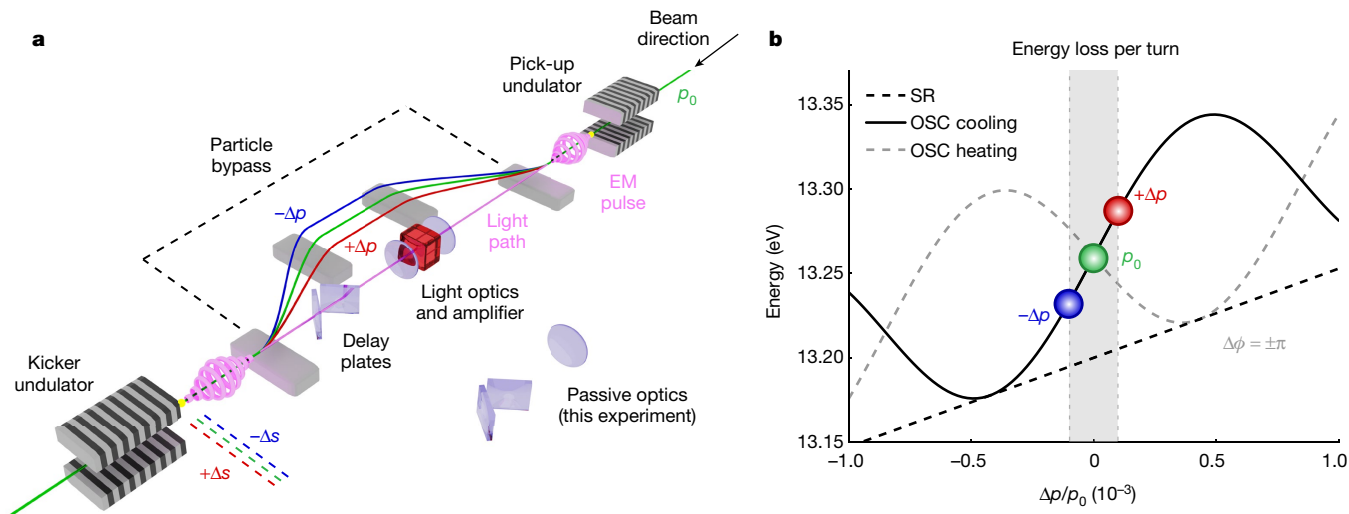 a
Beam
direction
Pick-up
undulator
p0
Particle
bypass
EM
pulse
−Δp
Light
path
+Δp
Light optics
and amplifier
Delay
plates
Kicker
undulator
Passive optics
(this experiment)
−Δs
+Δs
b
Energy loss per turn
SR
OSC cooling
OSC heating
+Δp
p0
−Δp
Δϕ = ±π
Energy (eV)
13.35
13.30
13.25
13.20
13.15
−1.0
−0.5
0
0.5
1.0
Δp/p0 (10−3)